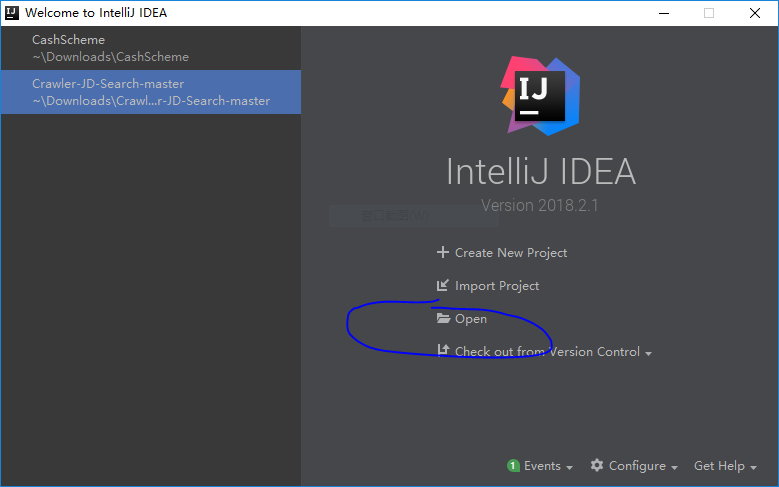 Welcome to IntelliJ IDEA
CashScheme
~\Downloads\CashScheme
Crawler-JD-Search-master
~\Downloads\Crawl...r-JD-Search-master
IJ
IntelliJ IDEA
Version 2018.2.1
Create New Project
Import Project
Open
Check out from Version Control
1 Events
Configure
Get Help